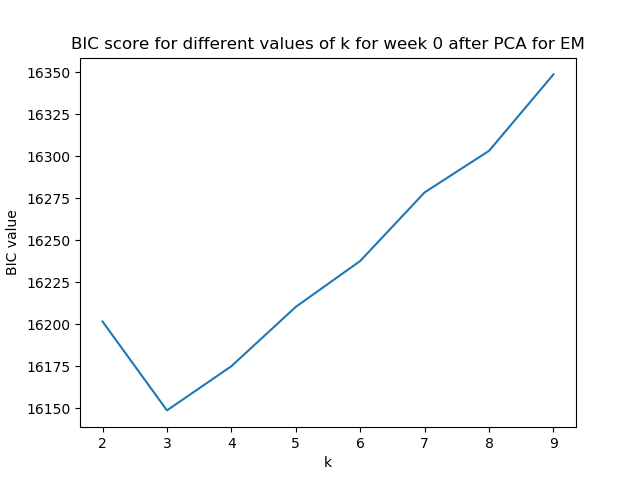 BIC score for different values of k for week 0 after PCA for EM
16350
16325
16300
16275
16250
16225
16200
16175
16150
BIC value
2 3 4 5 6 7 8 9
k